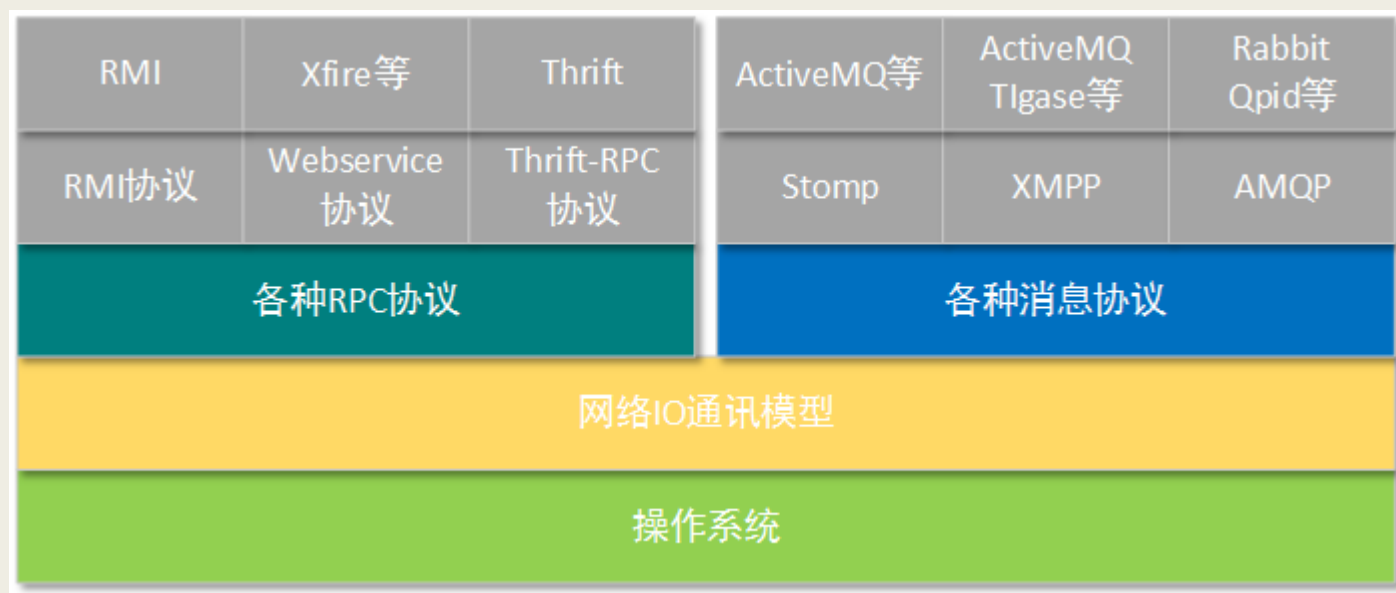 RMI
Xfire等
Thrift
ActiveMQ等
ActiveMQ
TIgase等
Rabbit
Qpid等
RMI协议
Webservice
协议
Thrift-RPC
协议
Stomp
XMPP
AMQP
各种RPC协议
各种消息协议
网络IO通讯模型
操作系统